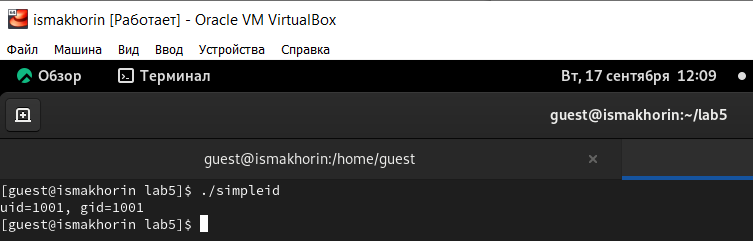 ismakhorin [Работает] - Oracle VM VirtualBox
Файл Машина Вид Ввод Устройства Справка
Обзор Терминал Вт, 17 сентября 12:09
guest@ismakhorin:~/lab5
guest@ismakhorin:/home/guest ×
[guest@ismakhorin lab5]$ ./simpleid
uid=1001, gid=1001
[guest@ismakhorin lab5]$